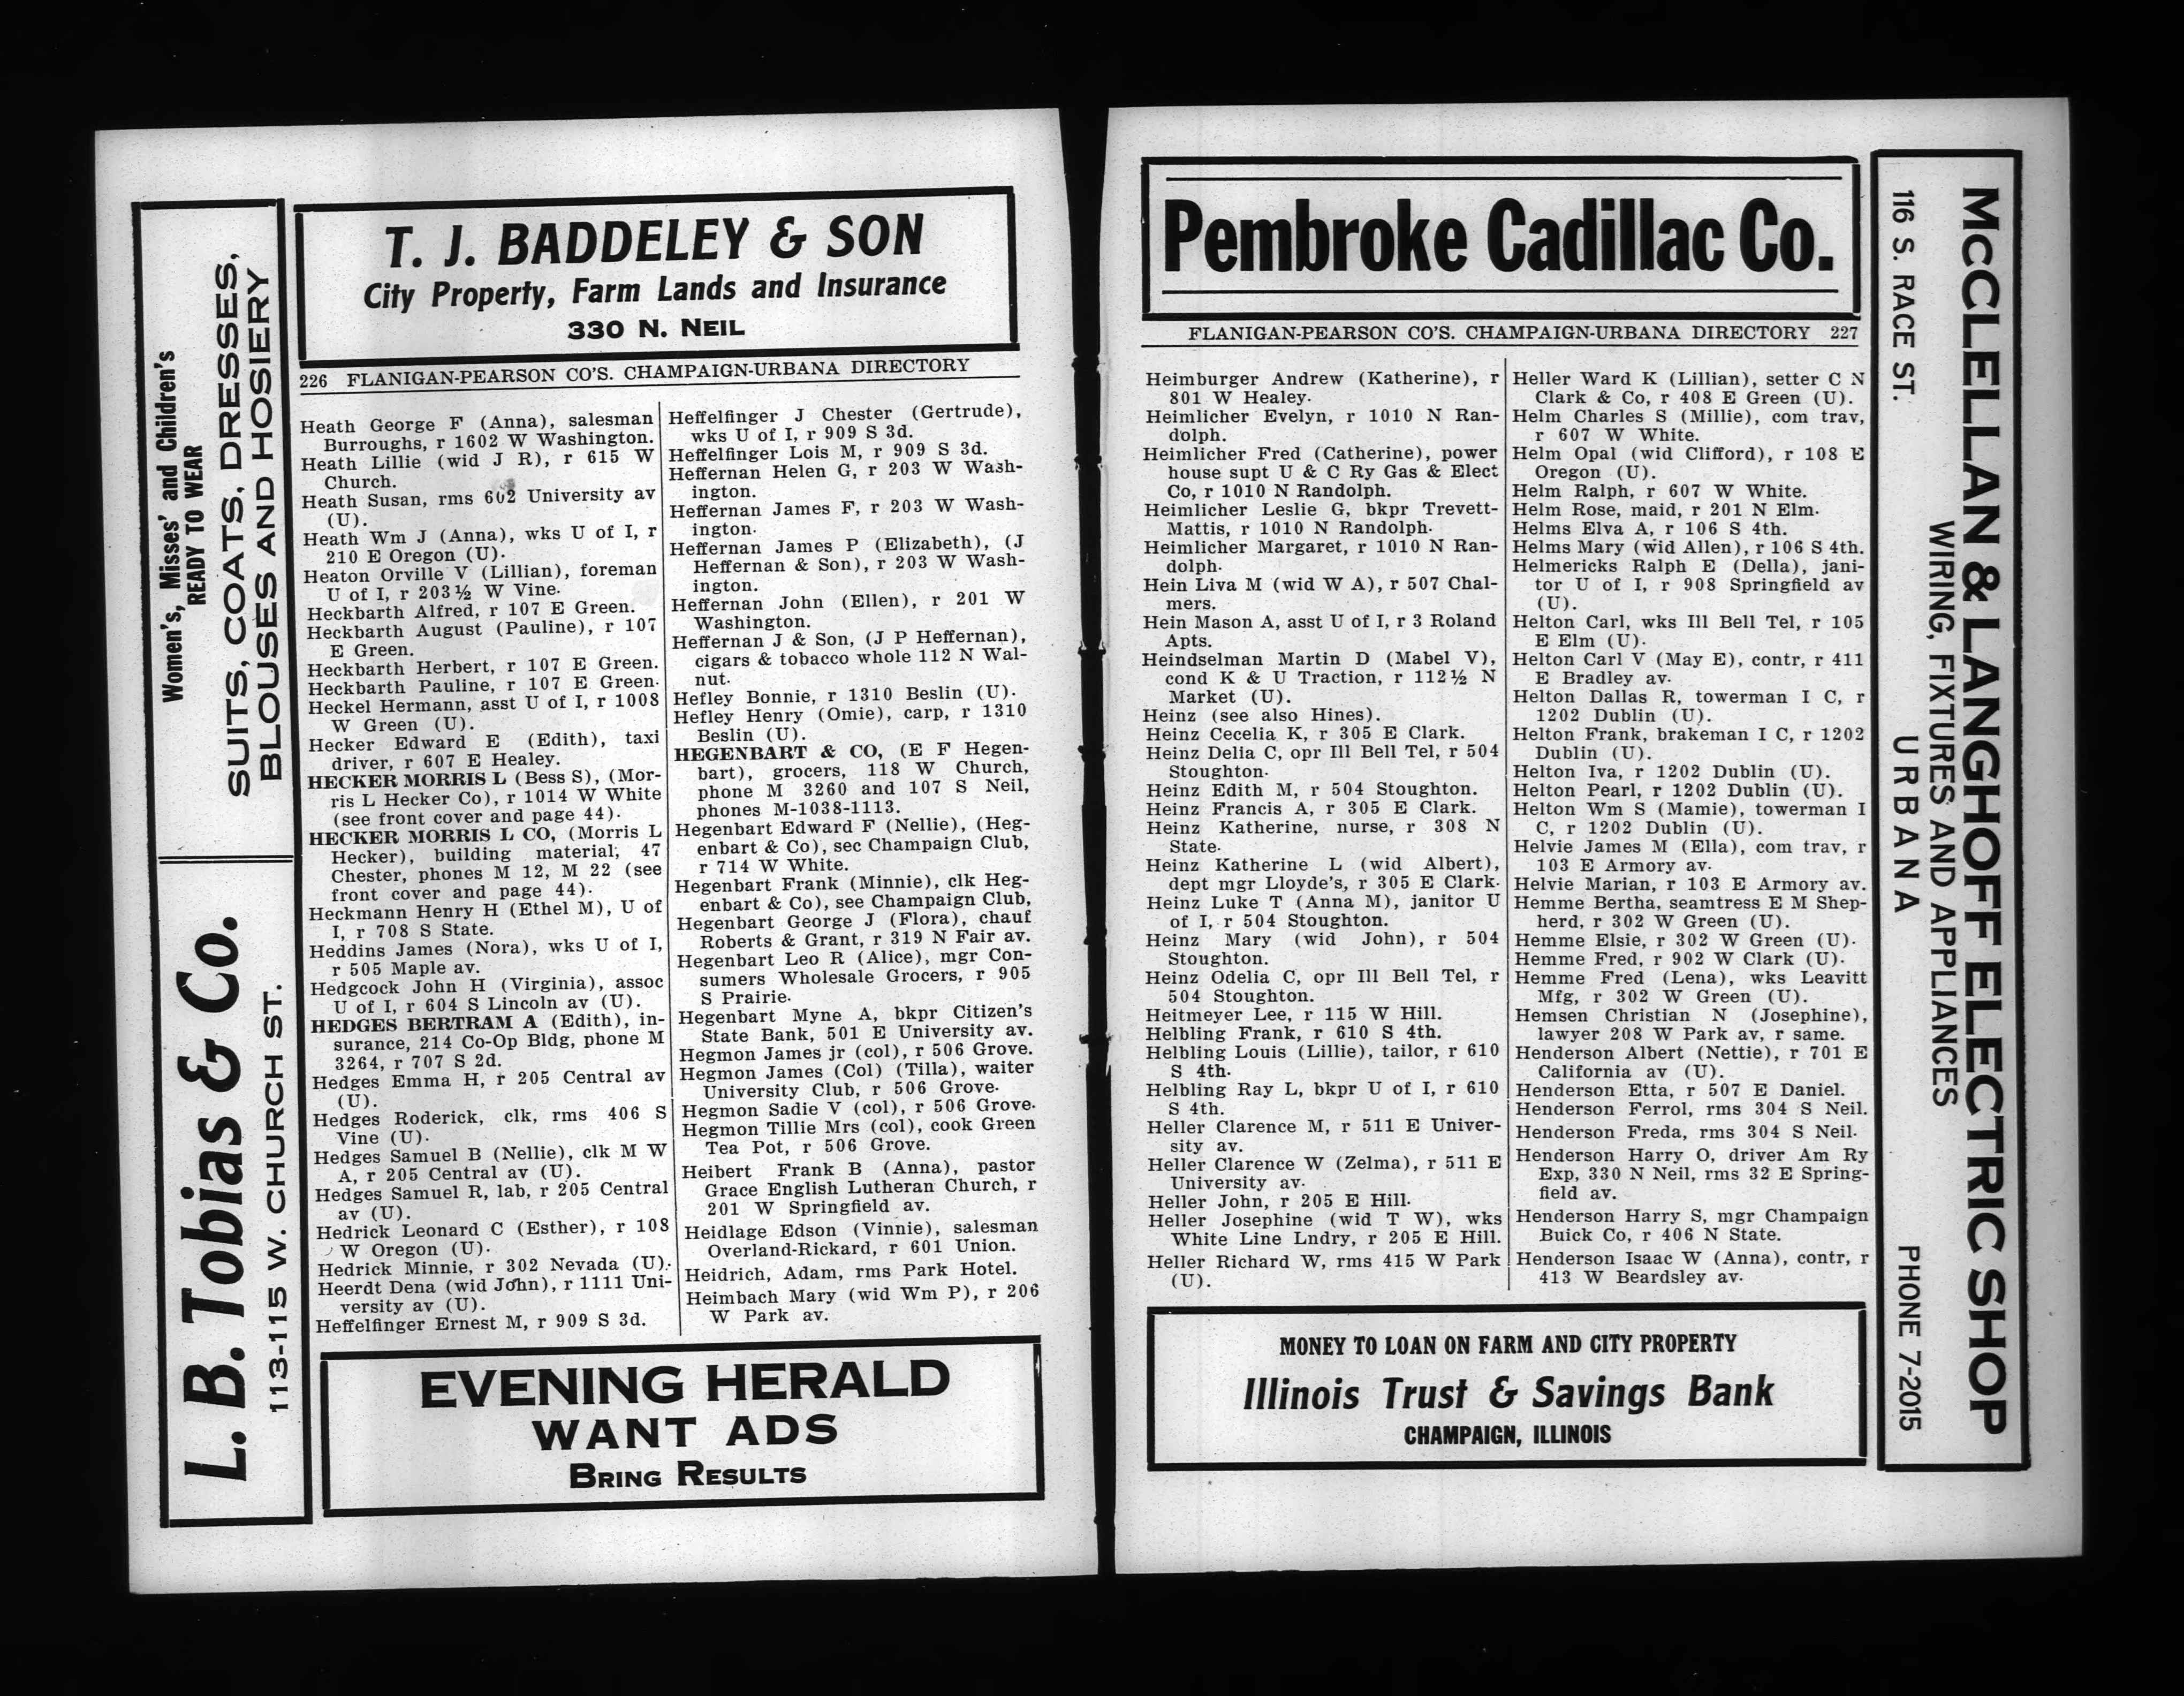 Women's, Misses' and Children's
READY TO WEAR
SUITS, COATS, DRESSES,
BLOUSES AND HOSIERY
L. B. Tobias & Co.
113-115 W. CHURCH ST.
T. J. BADDELEY & SON
City Property, Farm Lands and Insurance
330 N. NEIL
226 FLANIGAN-PEARSON CO'S. CHAMPAIGN-URBANA DIRECTORY
Heath George F (Anna), salesman
Burroughs, r 1602 W Washington.
Heath Lillie (wid J R), r 615 W
Church.
Heath Susan, rms 602 University av
(U).
Heath Wm J (Anna), wks U of I, r
210 E Oregon (U).
Heaton Orville V (Lillian), foreman
U of I, r 203½ W Vine.
Heckbarth Alfred, r 107 E Green.
Heckbarth August (Pauline), r 107
E Green.
Heckbarth Herbert, r 107 E Green.
Heckbarth Pauline, r 107 E Green.
Heckel Hermann, asst U of I, r 1008
W Green (U).
Hecker Edward E (Edith), taxi
driver, r 607 E Healey.
HECKER MORRIS L (Bess S), (Mor-
ris L Hecker Co), r 1014 W White
(see front cover and page 44).
HECKER MORRIS L CO, (Morris L
Hecker), building material, 47
Chester, phones M 12, M 22 (see
front cover and page 44).
Heckmann Henry H (Ethel M), U of
I, r 708 S State.
Heddins James (Nora), wks U of I,
r 505 Maple av.
Hedgcock John H (Virginia), assoc
U of I, r 604 S Lincoln av (U).
HEDGES BERTRAM A (Edith), in-
surance, 214 Co-Op Bldg, phone M
3264, r 707 S 2d.
Hedges Emma H, r 205 Central av
(U).
Hedges Roderick, clk, rms 406 S
Vine (U).
Hedges Samuel B (Nellie), clk M W
A, r 205 Central av (U).
Hedges Samuel R, lab, r 205 Central
av (U).
Hedrick Leonard C (Esther), r 108
W Oregon (U).
Hedrick Minnie, r 302 Nevada (U).
Heerdt Dena (wid John), r 1111 Uni-
versity av (U).
Heffelfinger Ernest M, r 909 S 3d.
Heffelfinger J Chester (Gertrude),
wks U of I, r 909 S 3d.
Heffelfinger Lois M, r 909 S 3d.
Heffernan Helen G, r 203 W Wash-
ington.
Heffernan James F, r 203 W Wash-
ington.
Heffernan James P (Elizabeth), (J
Heffernan & Son), r 203 W Wash-
ington.
Heffernan John (Ellen), r 201 W
Washington.
Heffernan J & Son, (J P Heffernan),
cigars & tobacco whole 112 N Wal-
nut.
Hefley Bonnie, r 1310 Beslin (U).
Hefley Henry (Omie), carp, r 1310
Beslin (U).
HEGENBART & CO, (E F Hegen-
bart), grocers, 118 W Church,
phone M 3260 and 107 S Neil,
phones M-1038-1113.
Hegenbart Edward F (Nellie), (Heg-
enbart & Co), sec Champaign Club,
r 714 W White.
Hegenbart Frank (Minnie), clk Heg-
enbart & Co), see Champaign Club,
Hegenbart George J (Flora), chauf
Roberts & Grant, r 319 N Fair av.
Hegenbart Leo R (Alice), mgr Con-
sumers Wholesale Grocers, r 905
S Prairie.
Hegenbart Myne A, bkpr Citizen's
State Bank, 501 E University av.
Hegmon James jr (col), r 506 Grove.
Hegmon James (Col) (Tilla), waiter
University Club, r 506 Grove.
Hegmon Sadie V (col), r 506 Grove.
Hegmon Tillie Mrs (col), cook Green
Tea Pot, r 506 Grove.
Heibert Frank B (Anna), pastor
Grace English Lutheran Church, r
201 W Springfield av.
Heidlage Edson (Vinnie), salesman
Overland-Rickard, r 601 Union.
Heidrich, Adam, rms Park Hotel.
Heimbach Mary (wid Wm P), r 206
W Park av.
EVENING HERALD
WANT ADS
BRING RESULTS
Pembroke Cadillac Co.
FLANIGAN-PEARSON CO'S. CHAMPAIGN-URBANA DIRECTORY 227
Heimburger Andrew (Katherine), r
801 W Healey.
Heimlicher Evelyn, r 1010 N Ran-
dolph.
Heimlicher Fred (Catherine), power
house supt U & C Ry Gas & Elect
Co, r 1010 N Randolph.
Heimlicher Leslie G, bkpr Trevett-
Mattis, r 1010 N Randolph.
Heimlicher Margaret, r 1010 N Ran-
dolph.
Hein Liva M (wid W A), r 507 Chal-
mers.
Hein Mason A, asst U of I, r 3 Roland
Apts.
Heindselman Martin D (Mabel V),
cond K & U Traction, r 112½ N
Market (U).
Heinz (see also Hines).
Heinz Cecelia K, r 305 E Clark.
Heinz Delia C, opr Ill Bell Tel, r 504
Stoughton.
Heinz Edith M, r 504 Stoughton.
Heinz Francis A, r 305 E Clark.
Heinz Katherine, nurse, r 308 N
State.
Heinz Katherine L (wid Albert),
dept mgr Lloyde's, r 305 E Clark.
Heinz Luke T (Anna M), janitor U
of I, r 504 Stoughton.
Heinz Mary (wid John), r 504
Stoughton.
Heinz Odelia C, opr Ill Bell Tel, r
504 Stoughton.
Heitmeyer Lee, r 115 W Hill.
Helbling Frank, r 610 S 4th.
Helbling Louis (Lillie), tailor, r 610
S 4th.
Helbling Ray L, bkpr U of I, r 610
S 4th.
Heller Clarence M, r 511 E Univer-
sity av.
Heller Clarence W (Zelma), r 511 E
University av.
Heller John, r 205 E Hill.
Heller Josephine (wid T W), wks
White Line Lndry, r 205 E Hill.
Heller Richard W, rms 415 W Park
(U).
Heller Ward K (Lillian), setter C N
Clark & Co, r 408 E Green (U).
Helm Charles S (Millie), com trav,
r 607 W White.
Helm Opal (wid Clifford), r 108 E
Oregon (U).
Helm Ralph, r 607 W White.
Helm Rose, maid, r 201 N Elm.
Helms Elva A, r 106 S 4th.
Helms Mary (wid Allen), r 106 S 4th.
Helmericks Ralph E (Della), jani-
tor U of I, r 908 Springfield av
(U).
Helton Carl, wks Ill Bell Tel, r 105
E Elm (U).
Helton Carl V (May E), contr, r 411
E Bradley av.
Helton Dallas R, towerman I C, r
1202 Dublin (U).
Helton Frank, brakeman I C, r 1202
Dublin (U).
Helton Iva, r 1202 Dublin (U).
Helton Pearl, r 1202 Dublin (U).
Helton Wm S (Mamie), towerman I
C, r 1202 Dublin (U).
Helvie James M (Ella), com trav, r
103 E Armory av.
Helvie Marian, r 103 E Armory av.
Hemme Bertha, seamtress E M Shep-
herd, r 302 W Green (U).
Hemme Elsie, r 302 W Green (U).
Hemme Fred, r 902 W Clark (U).
Hemme Fred (Lena), wks Leavitt
Mfg, r 302 W Green (U).
Hemsen Christian N (Josephine),
lawyer 208 W Park av, r same.
Henderson Albert (Nettie), r 701 E
California av (U).
Henderson Etta, r 507 E Daniel.
Henderson Ferrol, rms 304 S Neil.
Henderson Freda, rms 304 S Neil.
Henderson Harry O, driver Am Ry
Exp, 330 N Neil, rms 32 E Spring-
field av.
Henderson Harry S, mgr Champaign
Buick Co, r 406 N State.
Henderson Isaac W (Anna), contr, r
413 W Beardsley av.
MONEY TO LOAN ON FARM AND CITY PROPERTY
Illinois Trust & Savings Bank
CHAMPAIGN, ILLINOIS
MCCLELLAN & LANGHOFF ELECTRIC SHOP
WIRING, FIXTURES AND APPLIANCES
116 S. RACE ST. URBANA PHONE 7-2015